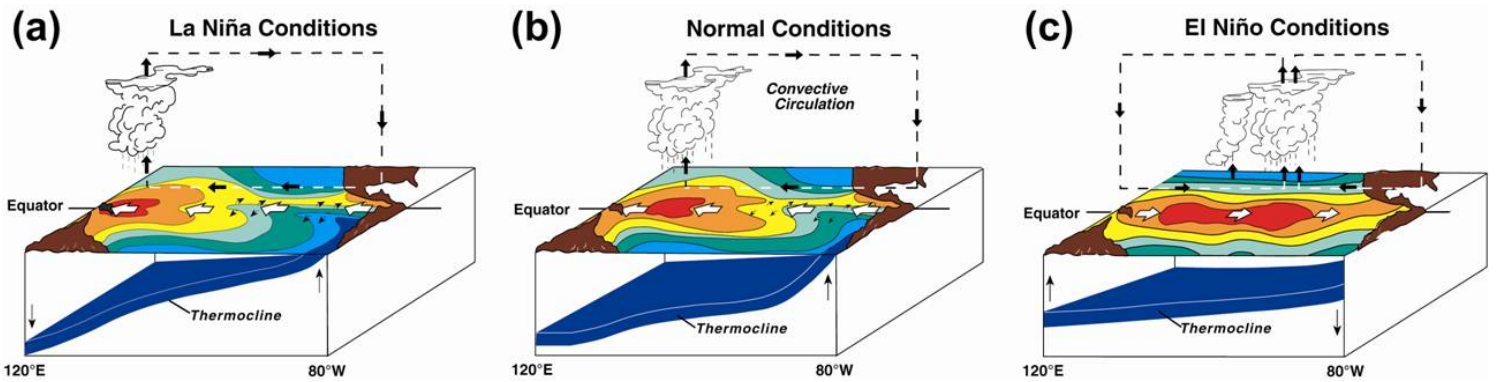 (a)
La Niña Conditions
Equator
Thermocline
120°E
80°W
(b)
Normal Conditions
Convective
Circulation
Equator
Thermocline
120°E
80°W
(c)
El Niño Conditions
Equator
Thermocline
120°E
80°W